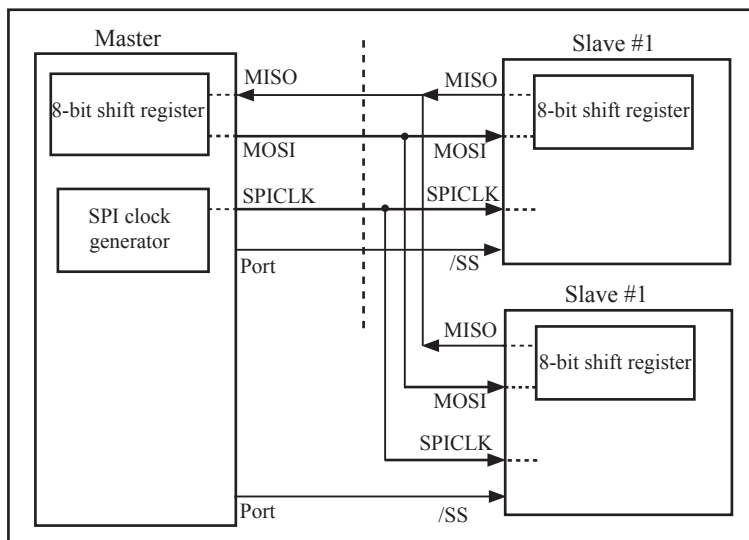 Master
8-bit shift register
MISO
MOSI
SPI clock
generator
SPICLK
Port
Port
Slave #1
MISO
8-bit shift register
MOSI
SPICLK
/SS
Slave #1
MISO
8-bit shift register
MOSI
SPICLK
/SS